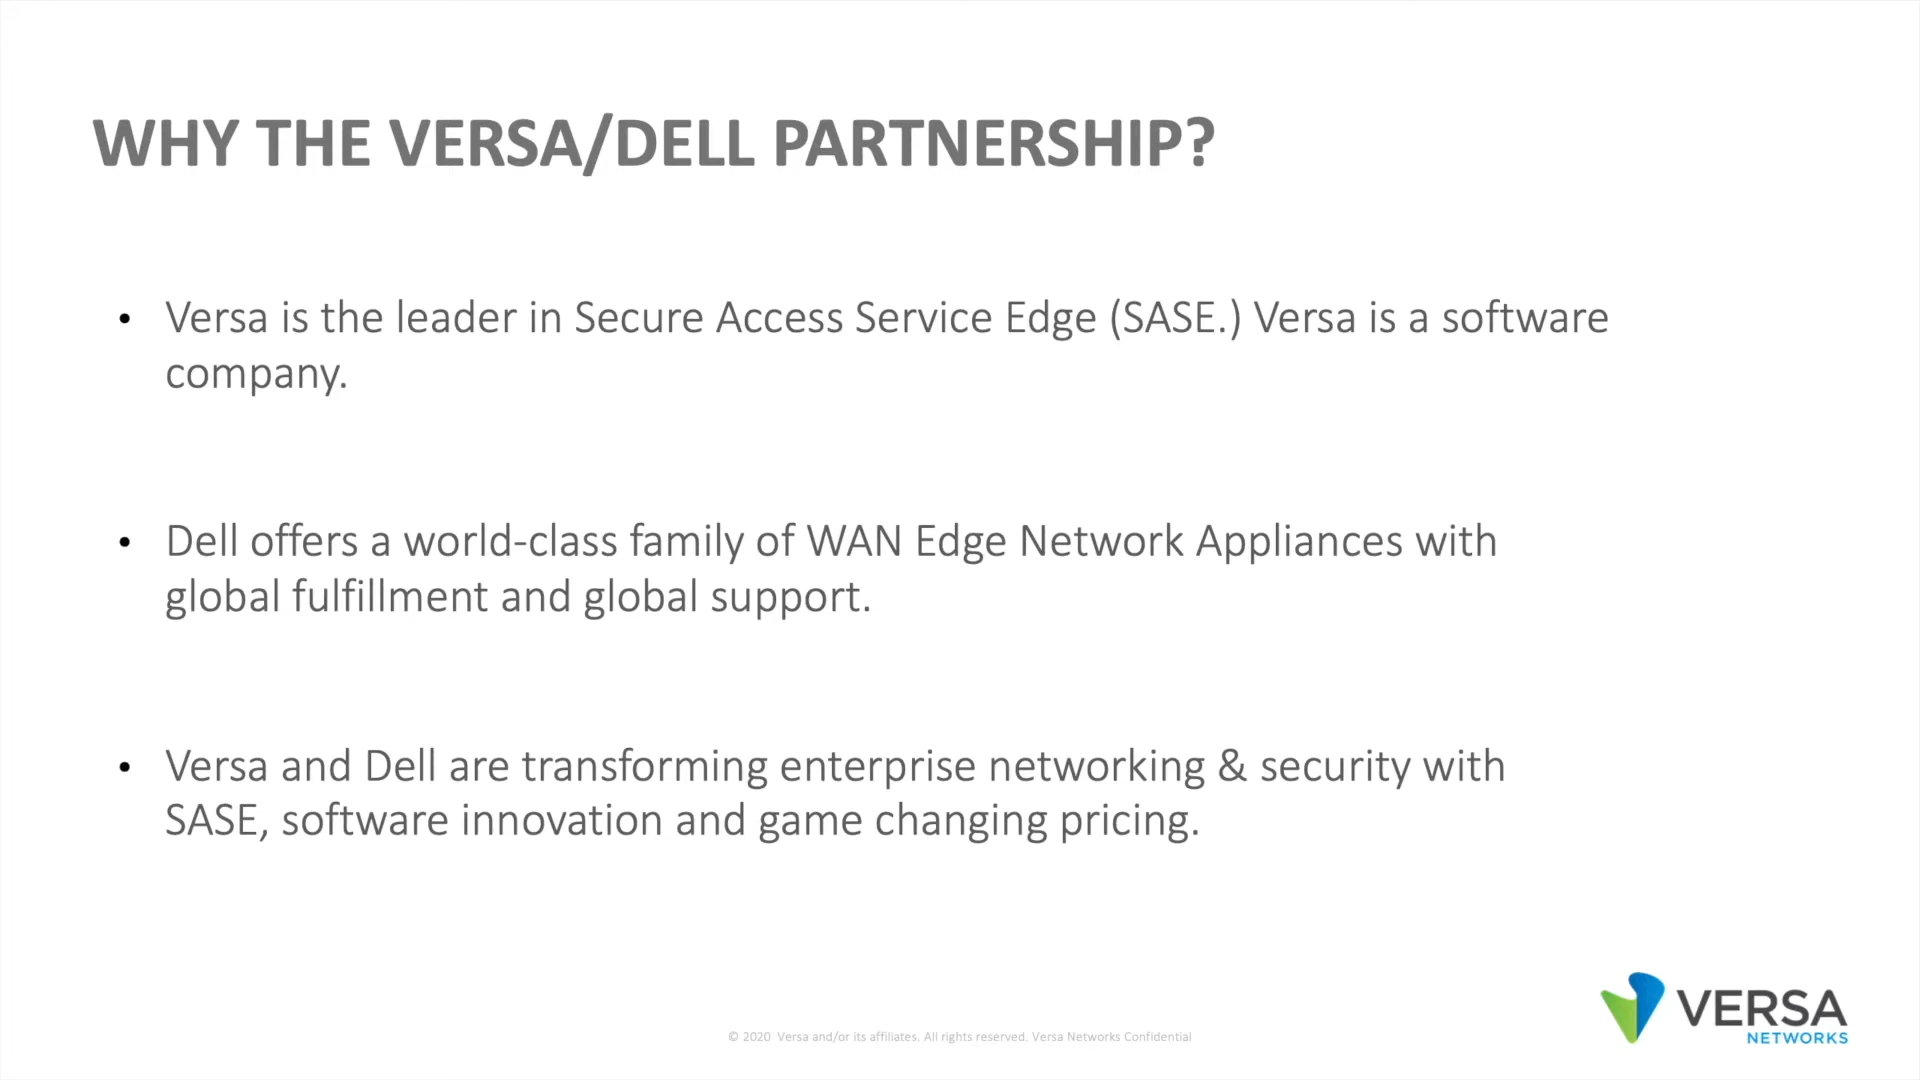 WHY THE VERSA/DELL PARTNERSHIP?
• Versa is the leader in Secure Access Service Edge (SASE.) Versa is a software
company.
• Dell offers a world-class family of WAN Edge Network Appliances with
global fulfillment and global support.
• Versa and Dell are transforming enterprise networking & security with
SASE, software innovation and game changing pricing.
© 2020 Versa and/or its affiliates. All rights reserved. Versa Networks Confidential
VERSA
NETWORKS